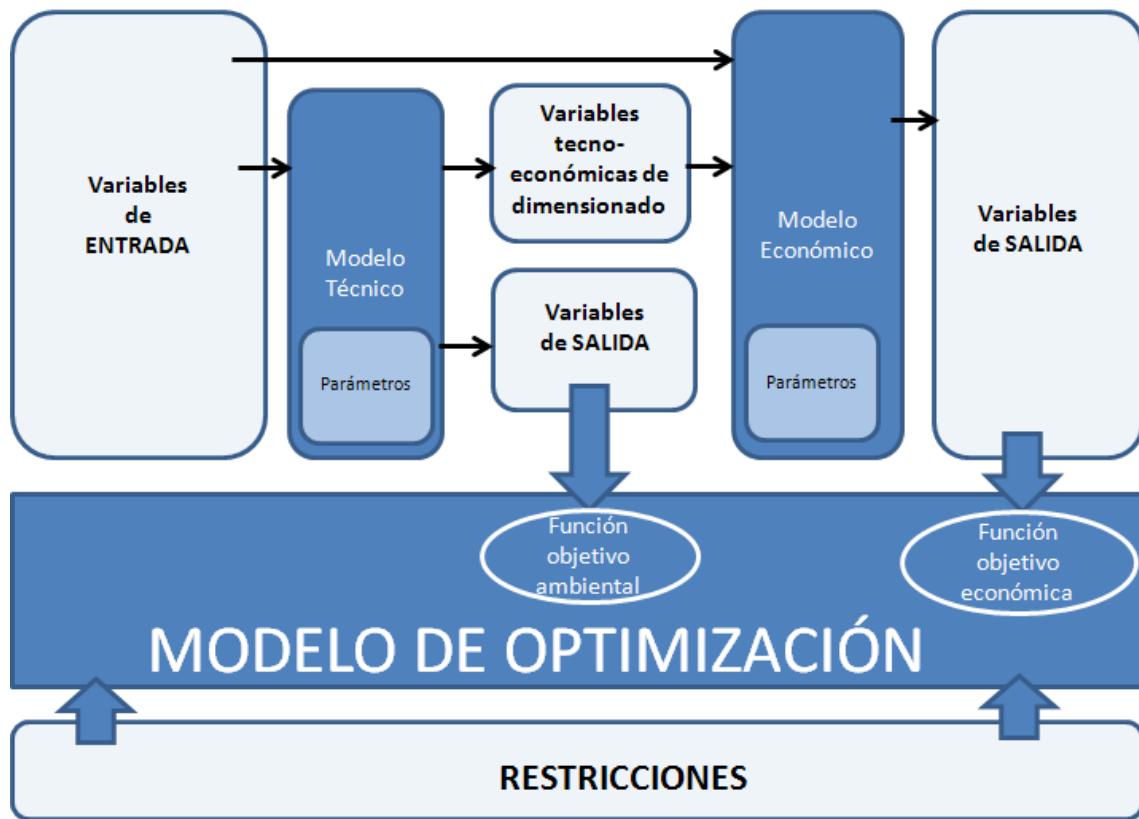 Variables
de
ENTRADA
Modelo
Técnico
Parámetros
Variables
tecno-
económicas de
dimensionado
Variables
de SALIDA
Modelo
Económico
Parámetros
Variables
de SALIDA
Función
objetivo
ambiental
Función
objetivo
económica
MODELO DE OPTIMIZACIÓN
RESTRICCIONES